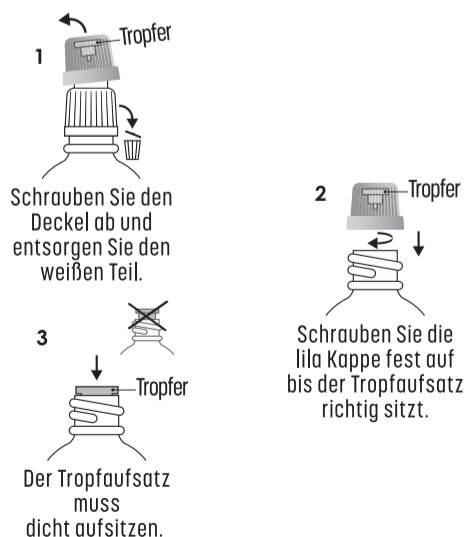 1
Tropfer
Schrauben Sie den
Deckel ab und
entsorgen Sie den
weißen Teil.
2
Tropfer
Schrauben Sie die
lila Kappe fest auf
bis der Tropfaufsatz
richtig sitzt.
3
Tropfer
Der Tropfaufsatz
muss
dicht aufsitzen.